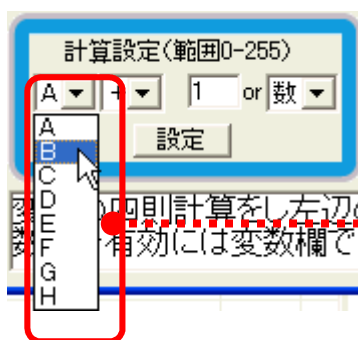 計算設定(範囲0-255)
A + 1 or 数
設定
A
B
C
D
E
F
G
H
の四則計算をし左辺
有効には変数欄で